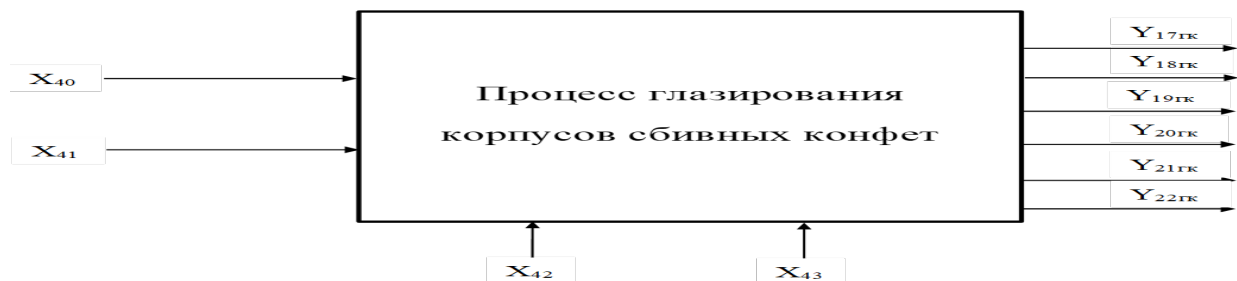 Y17гк
Y18гк
X40
Процесс глазирования
Y19гк
корпусов сбивных конфет
Y20гк
X41
Y21гк
Y22гк
X42
X43